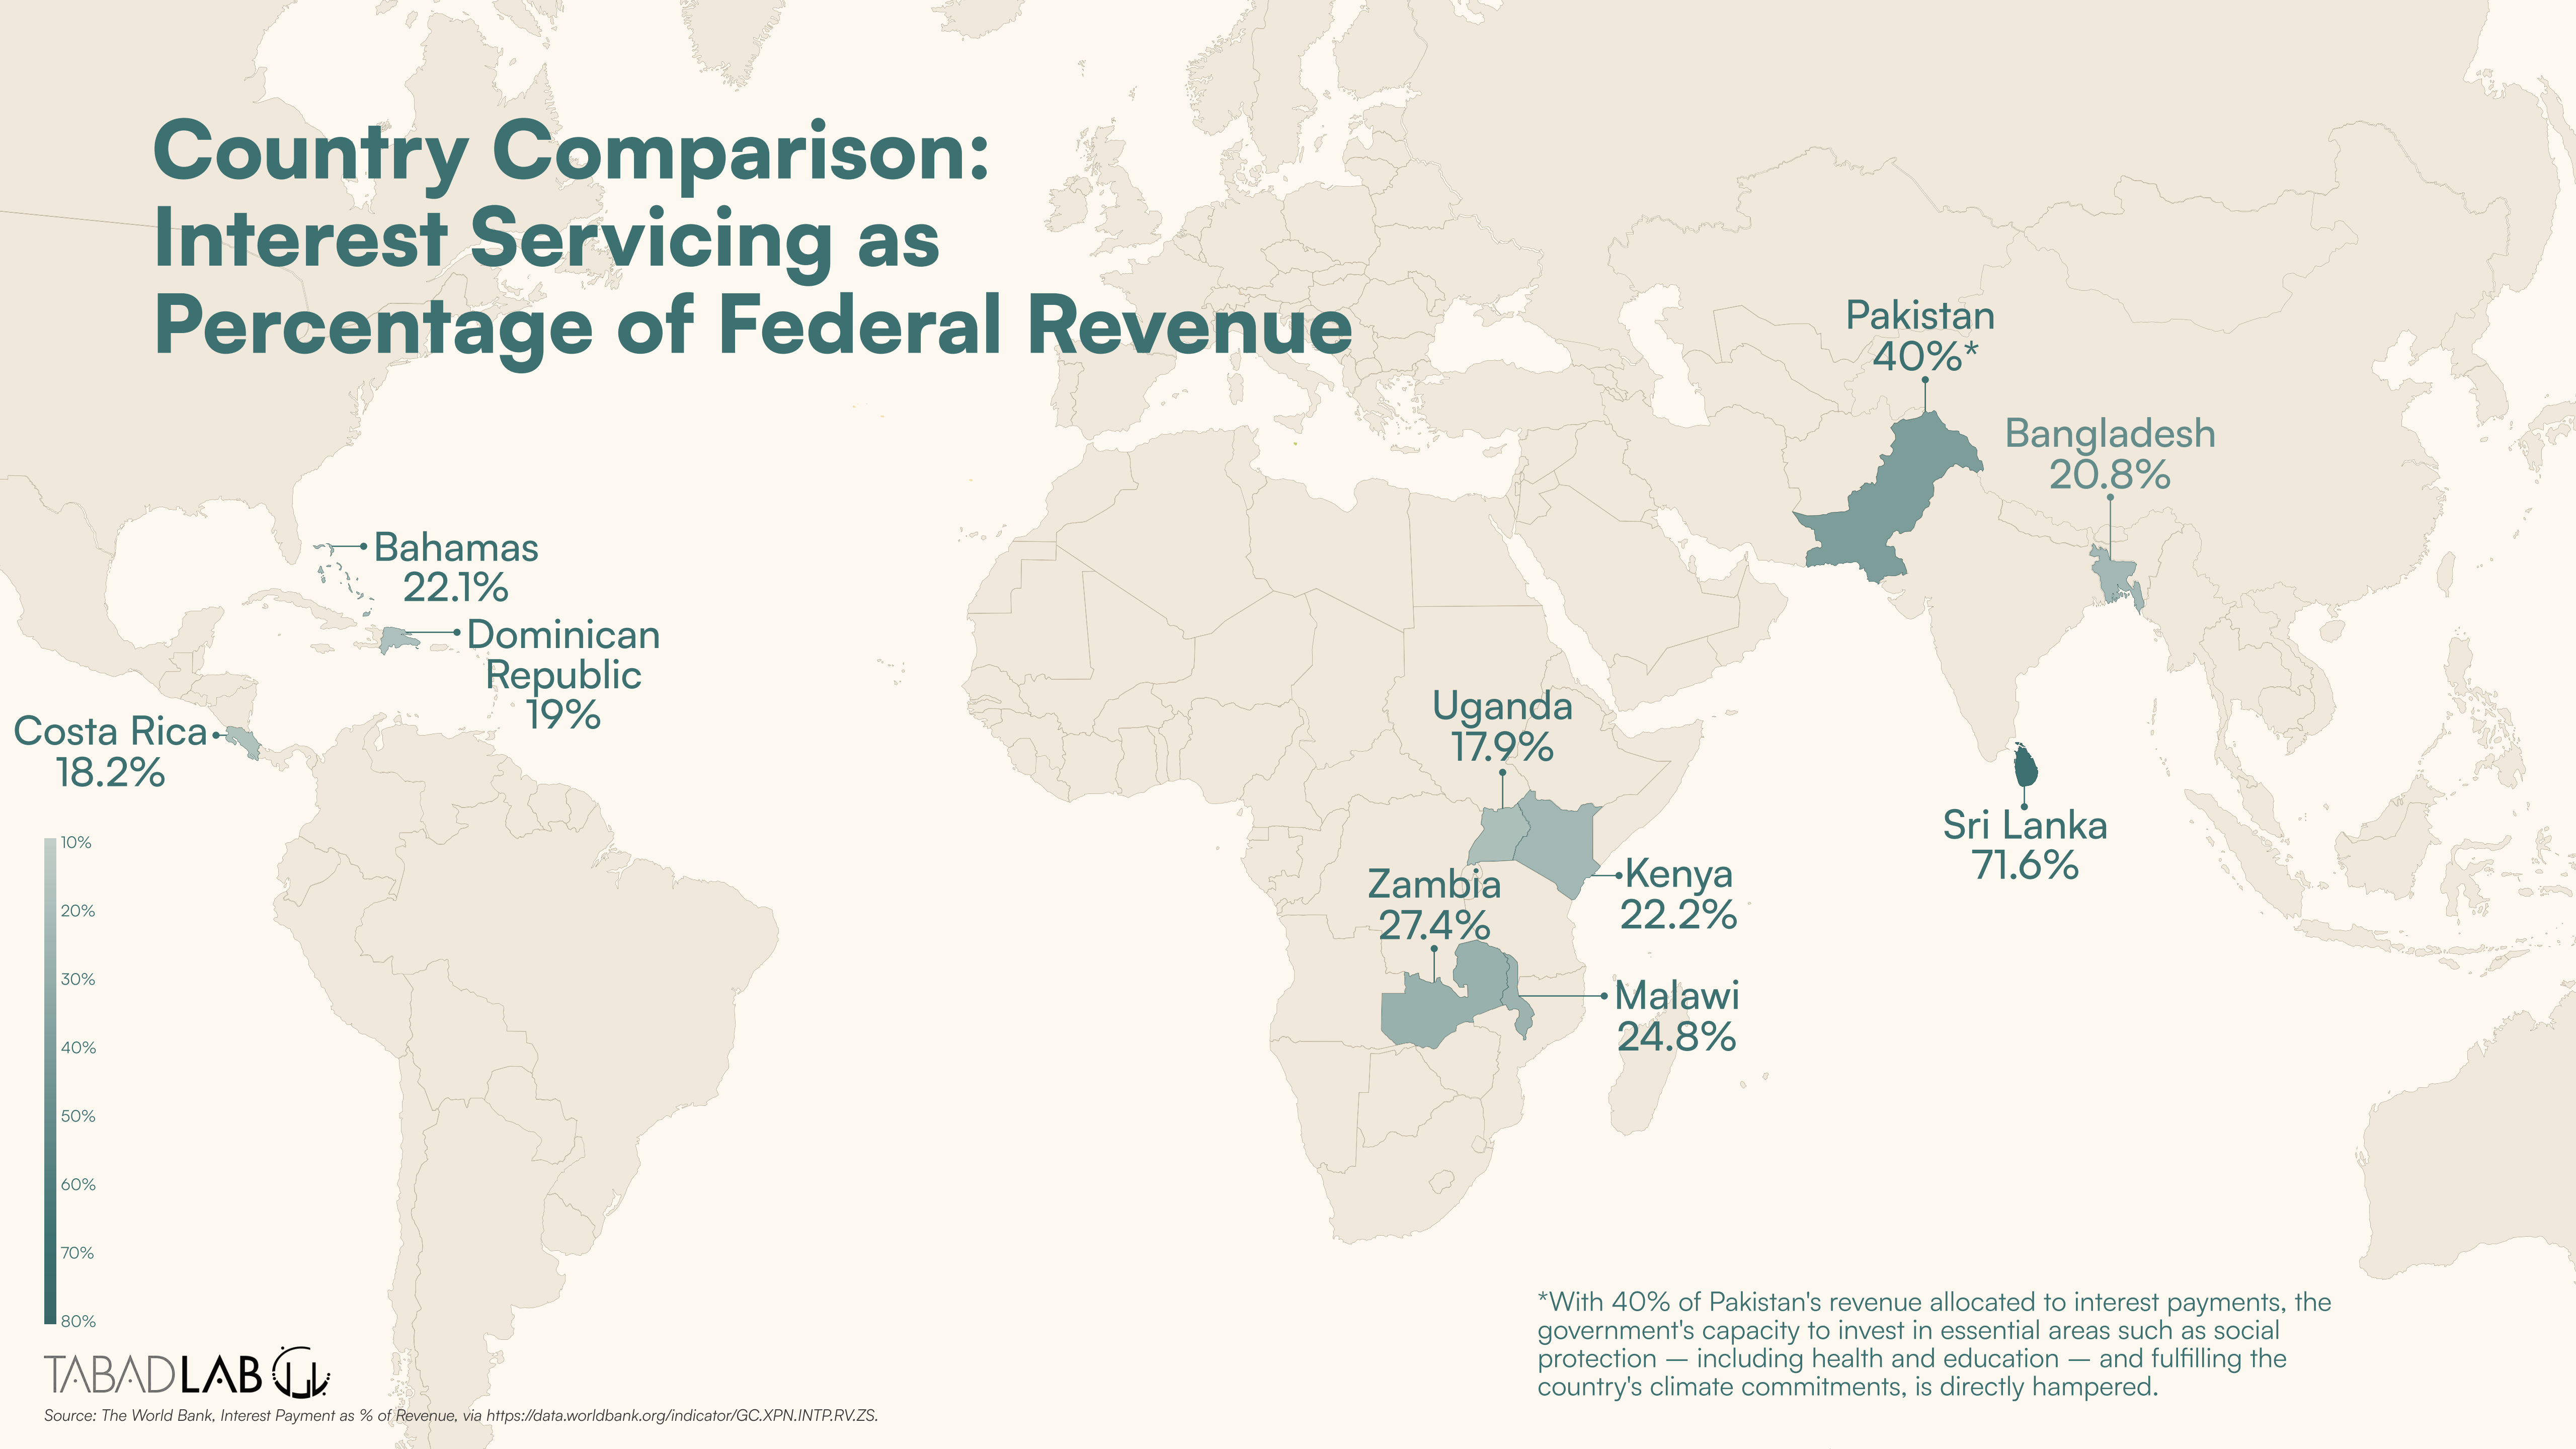 Country Comparison:
Interest Servicing as
Percentage of Federal Revenue
Pakistan
40%*
Bangladesh
20.8%
Bahamas
22.1%
Dominican
Republic
19%
Costa Rica
18.2%
Uganda
17.9%
Sri Lanka
71.6%
Kenya
22.2%
Zambia
27.4%
Malawi
24.8%
10%
20%
30%
40%
50%
60%
70%
80%
*With 40% of Pakistan's revenue allocated to interest payments, the
government's capacity to invest in essential areas such as social
protection — including health and education — and fulfilling the
country's climate commitments, is directly hampered.
TABADLAB
Source: The World Bank, Interest Payment as % of Revenue, via https://data.worldbank.org/indicator/GC.XPN.INTP.RV.ZS.